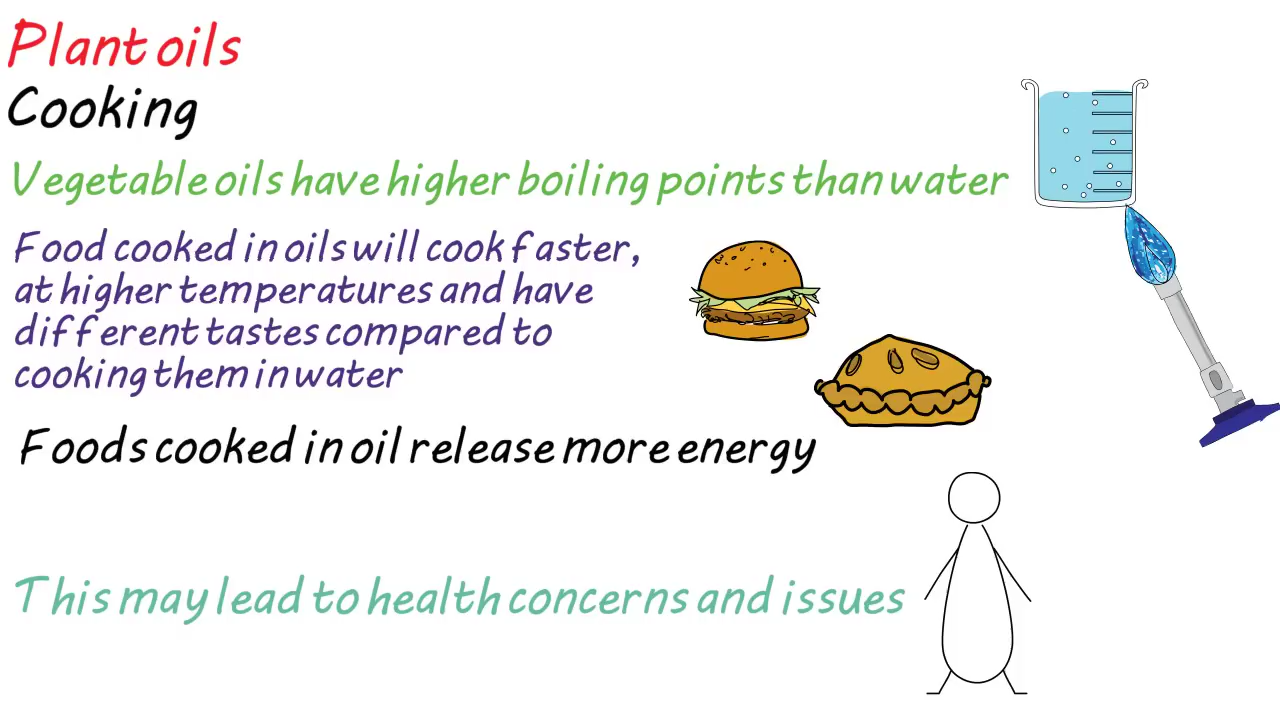 Plant oils
Cooking
Vegetable oils have higher boiling points than water
Food cooked in oils will cook faster,
at higher temperatures and have
different tastes compared to
cooking them in water
Foods cooked in oil release more energy
This may lead to health concerns and issues